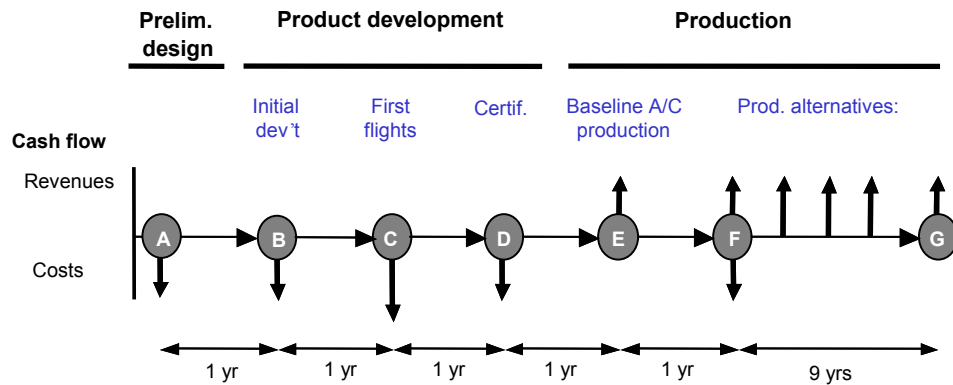 Prelim.
design
Product development
Production
Initial
dev´t
First
flights
Certif.
Baseline A/C
production
Prod. alternatives:
Cash flow
Revenues
Costs
A
B
C
D
E
F
G
1 yr
1 yr
1 yr
1 yr
1 yr
9 yrs